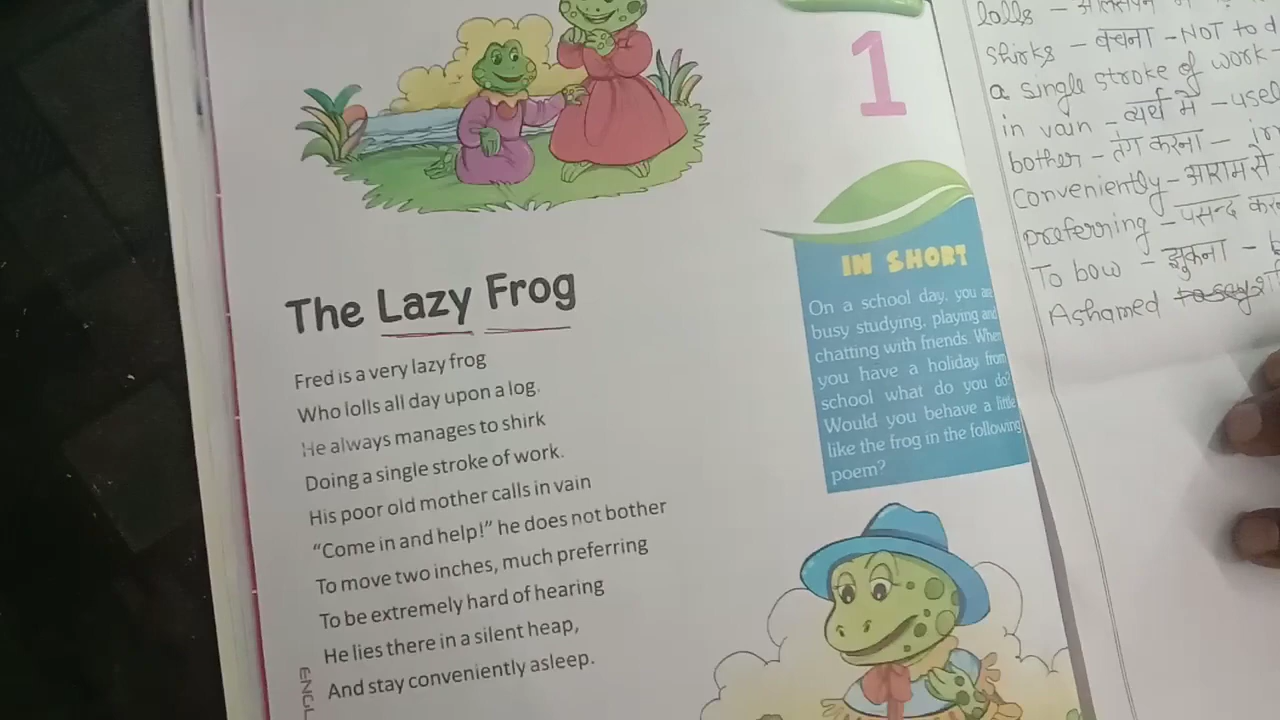 1
The Lazy Frog
Fred is a very lazy frog
Who lolls all day upon a log.
He always manages to shirk
Doing a single stroke of work.
His poor old mother calls in vain
“Come in and help!” he does not bother
To move two inches, much preferring
To be extremely hard of hearing
He lies there in a silent heap,
And stay conveniently asleep.
IN SHORT
On a school day, you are
busy studying, playing and
chatting with friends. When
you have a holiday from
school what do you do?
Would you behave a little
like the frog in the following
poem?
lolls -
shirks - बचना - NOT to d
a single stroke of work -
in vain - व्यर्थ में - usel
bother - तंग करना -
Conveniently - आराम से
preferring - पसन्द कर
To bow - झुकना -
Ashamed
ENGL